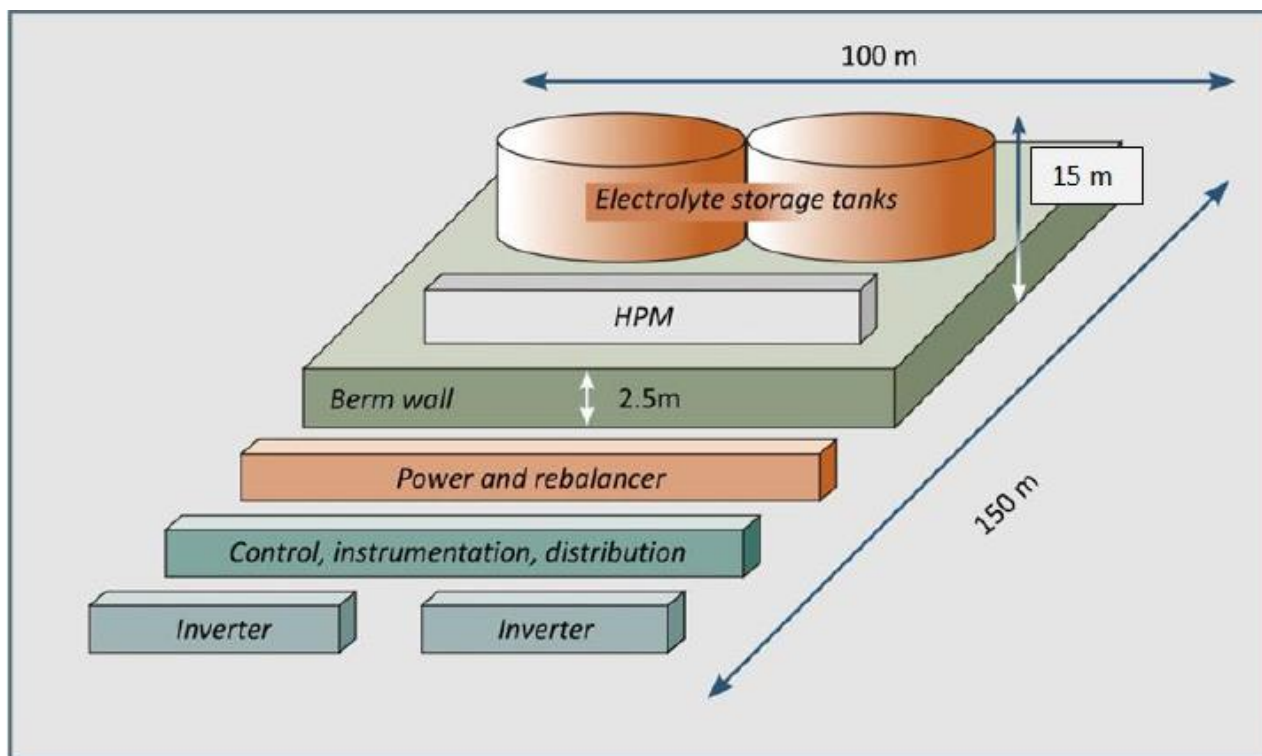 100 m
15 m
Electrolyte storage tanks
HPM
Berm wall
2.5m
150 m
Power and rebalancer
Control, instrumentation, distribution
Inverter
Inverter